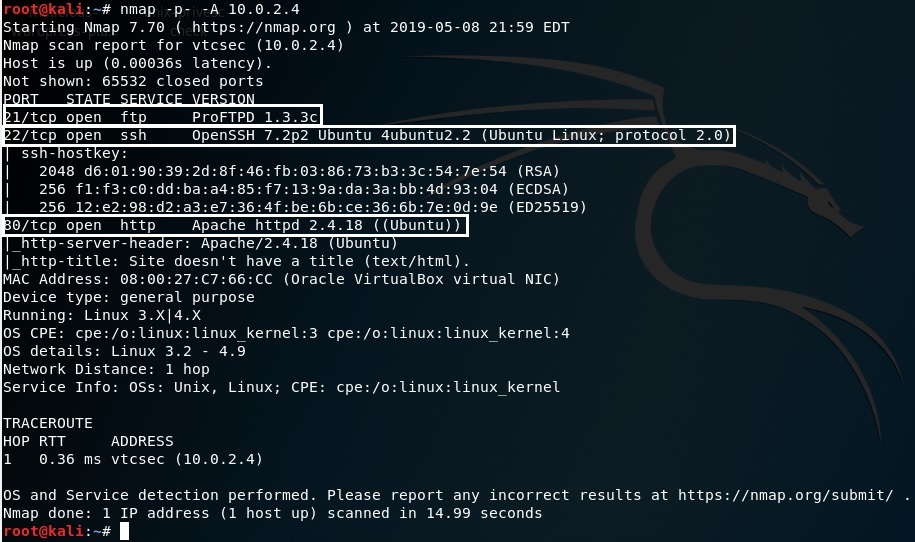 root@kali:~# nmap -p- -A 10.0.2.4
Starting Nmap 7.70 ( https://nmap.org ) at 2019-05-08 21:59 EDT
Nmap scan report for vtcsec (10.0.2.4)
Host is up (0.00036s latency).
Not shown: 65532 closed ports
PORT   STATE SERVICE VERSION
21/tcp open  ftp     ProFTPD 1.3.3c
22/tcp open  ssh     OpenSSH 7.2p2 Ubuntu 4ubuntu2.2 (Ubuntu Linux; protocol 2.0)
| ssh-hostkey:
|   2048 d6:01:90:39:2d:8f:46:fb:03:86:73:b3:3c:54:7e:54 (RSA)
|   256 f1:f3:c0:dd:ba:a4:85:f7:13:9a:da:3a:bb:4d:93:04 (ECDSA)
|   256 12:e2:98:d2:a3:e7:36:4f:be:6b:ce:36:6b:7e:0d:9e (ED25519)
80/tcp open  http    Apache httpd 2.4.18 ((Ubuntu))
|_http-server-header: Apache/2.4.18 (Ubuntu)
|_http-title: Site doesn't have a title (text/html).
MAC Address: 08:00:27:C7:66:CC (Oracle VirtualBox virtual NIC)
Device type: general purpose
Running: Linux 3.X|4.X
OS CPE: cpe:/o:linux:linux_kernel:3 cpe:/o:linux:linux_kernel:4
OS details: Linux 3.2 - 4.9
Network Distance: 1 hop
Service Info: OSs: Unix, Linux; CPE: cpe:/o:linux:linux_kernel
TRACEROUTE
HOP RTT     ADDRESS
1   0.36 ms vtcsec (10.0.2.4)
OS and Service detection performed. Please report any incorrect results at https://nmap.org/submit/ .
Nmap done: 1 IP address (1 host up) scanned in 14.99 seconds
root@kali:~#